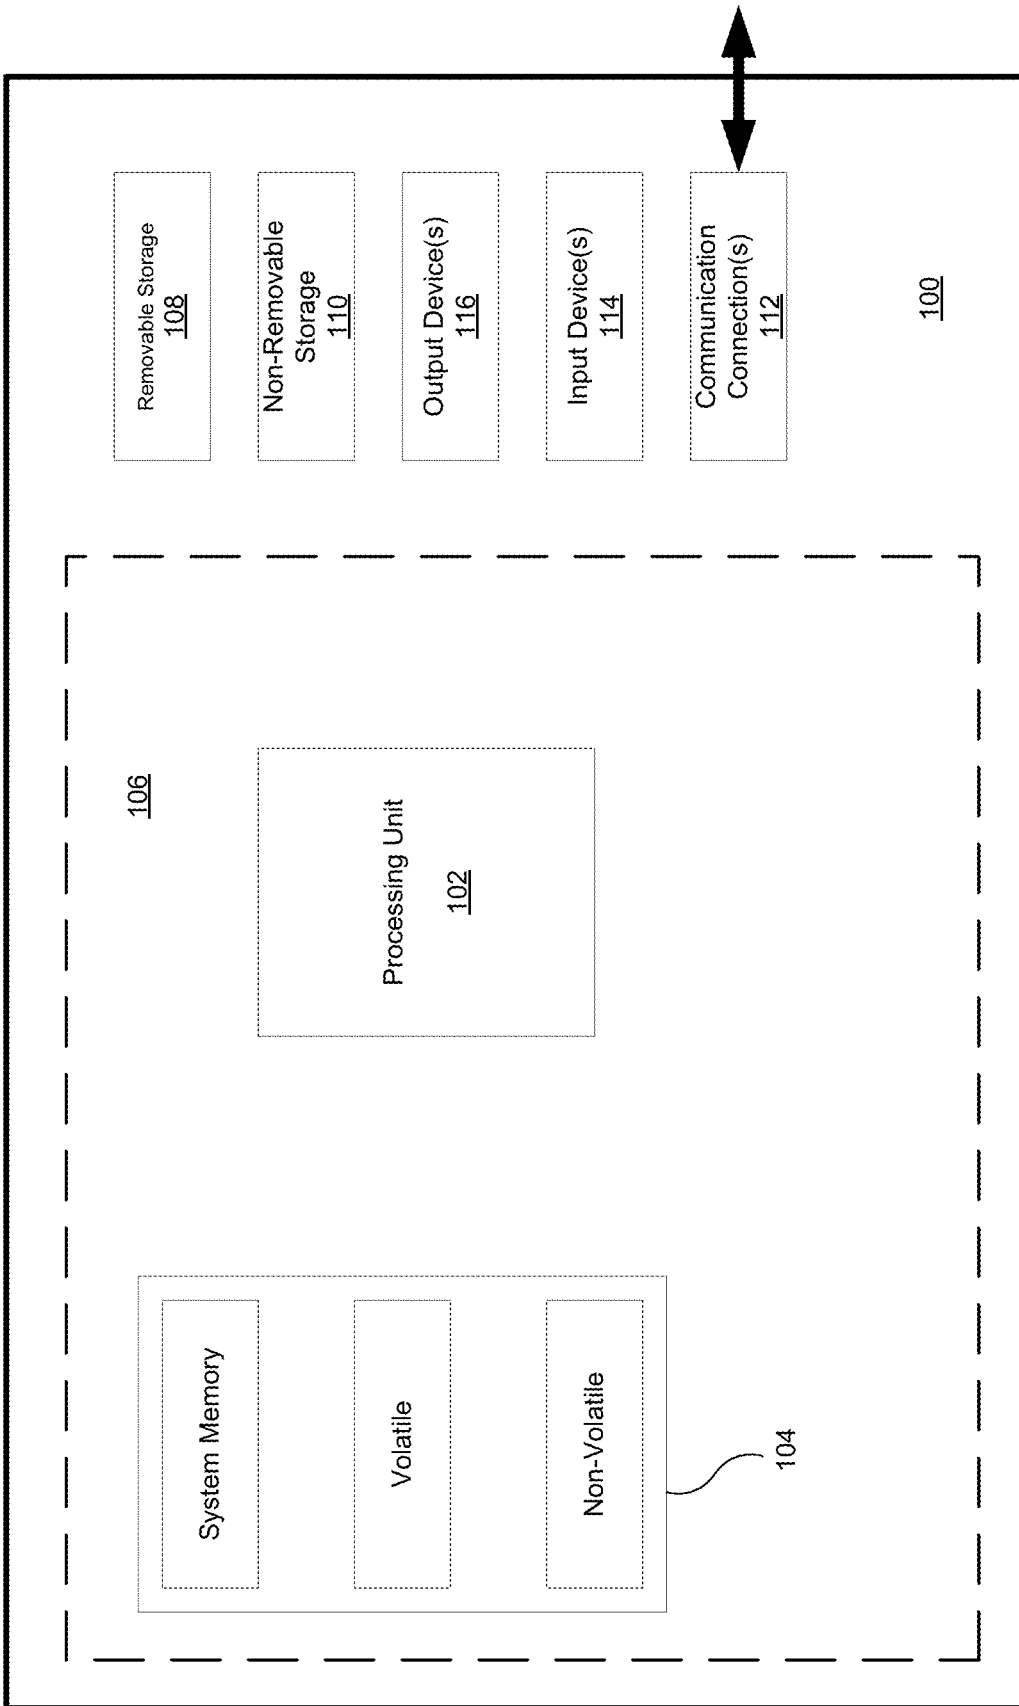 100
106
System Memory
Volatile
Non-Volatile
104
Processing Unit
102
Removable Storage
108
Non-Removable
Storage
110
Output Device(s)
116
Input Device(s)
114
Communication
Connection(s)
112